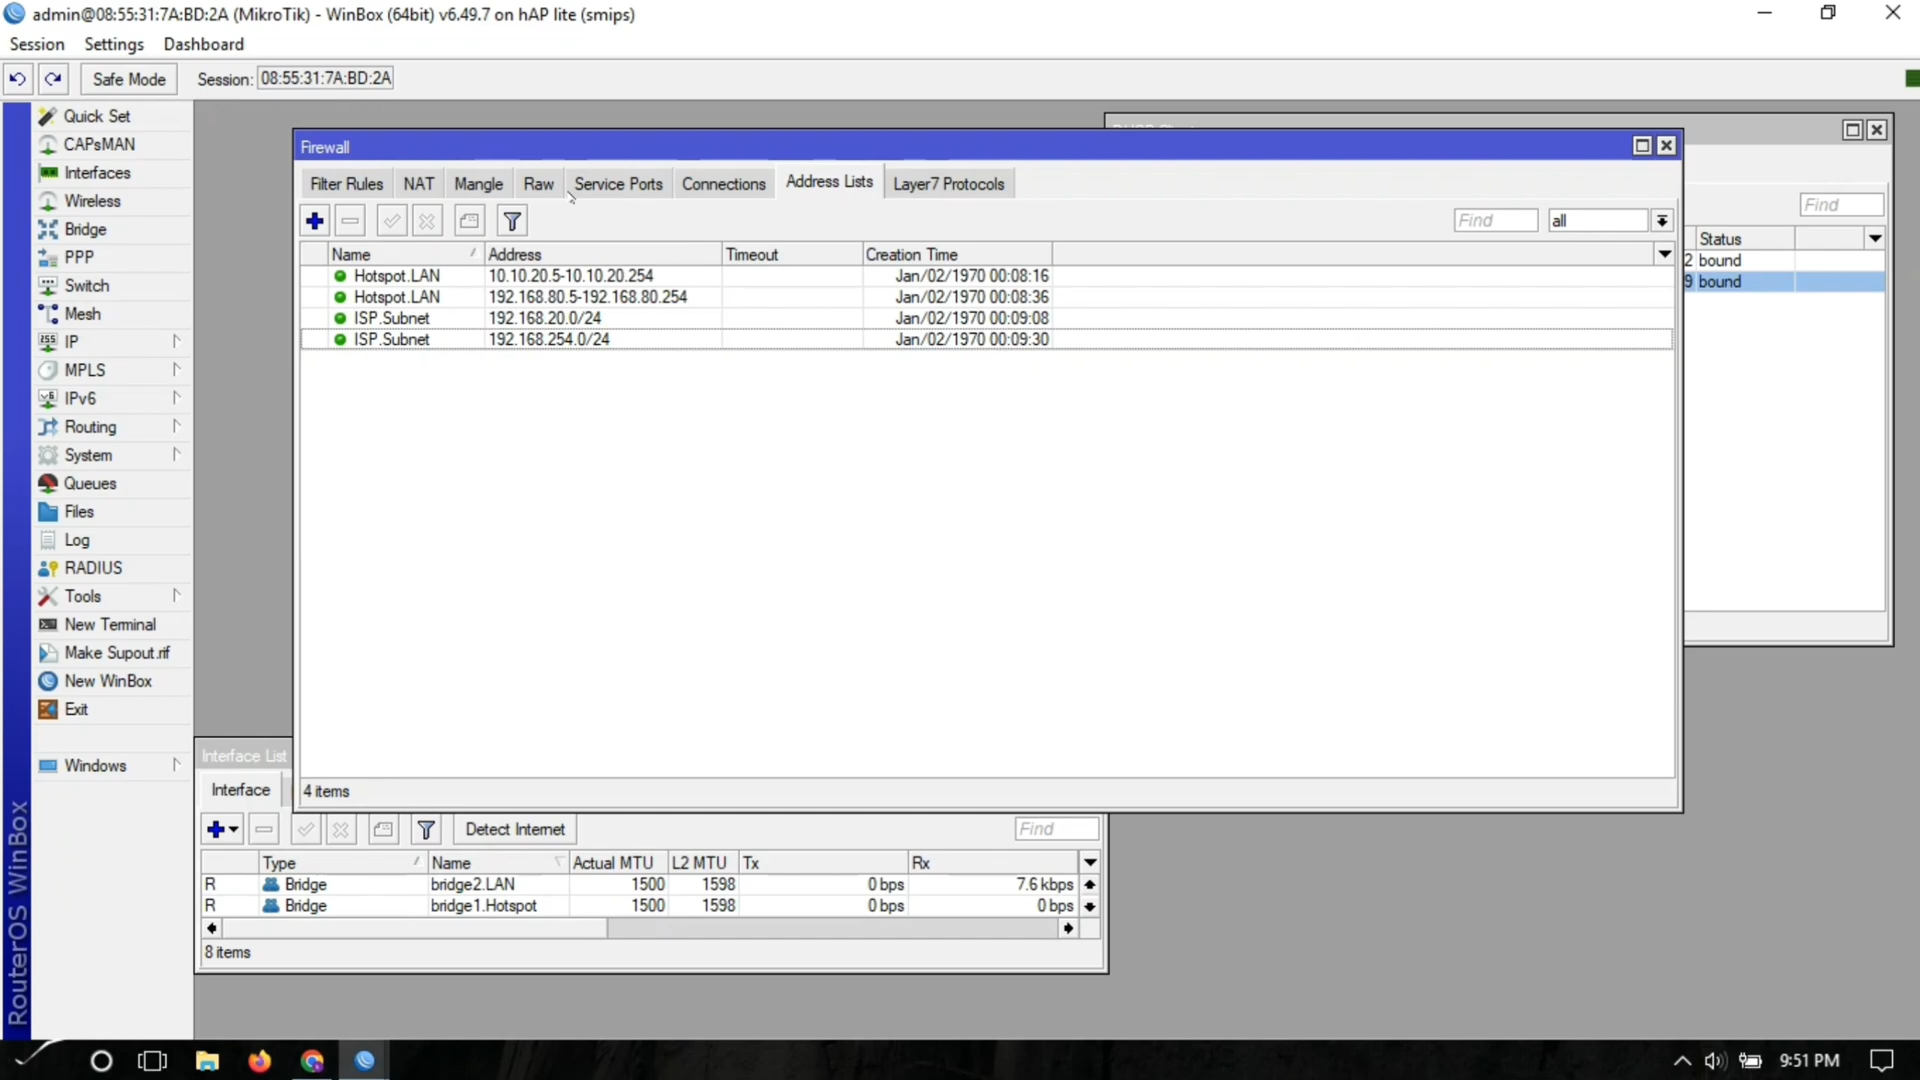 admin@08:55:31:7A:BD:2A (MikroTik) - WinBox (64bit) v6.49.7 on hAP lite (smips)
Session Settings Dashboard
Safe Mode Session: 08:55:31:7A:BD:2A
Quick Set
CAPsMAN
Interfaces
Wireless
Bridge
PPP
Switch
Mesh
IP
MPLS
IPv6
Routing
System
Queues
Files
Log
RADIUS
Tools
New Terminal
Make Supout.rif
New WinBox
Exit
Windows
RouterOS WinBox
Firewall
Filter Rules NAT Mangle Raw Service Ports Connections Address Lists Layer7 Protocols
Find all
Name Address Timeout Creation Time
Hotspot.LAN 10.10.20.5-10.10.20.254 Jan/02/1970 00:08:16
Hotspot.LAN 192.168.80.5-192.168.80.254 Jan/02/1970 00:08:36
ISP.Subnet 192.168.20.0/24 Jan/02/1970 00:09:08
ISP.Subnet 192.168.254.0/24 Jan/02/1970 00:09:30
4 items
Find
Status
2 bound
9 bound
Interface List
Interface
Detect Internet Find
Type Name Actual MTU L2 MTU Tx Rx
R Bridge bridge2.LAN 1500 1598 0 bps 7.6 kbps
R Bridge bridge1.Hotspot 1500 1598 0 bps 0 bps
8 items
9:51 PM